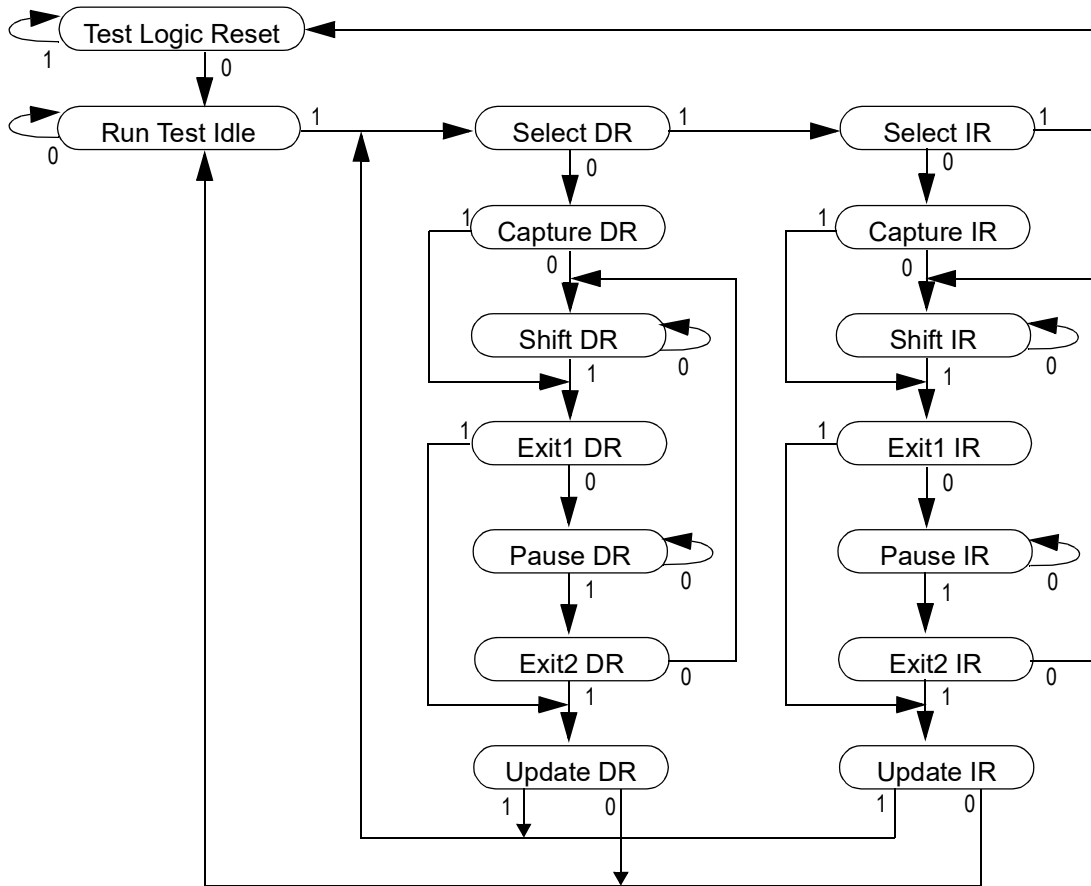 Test Logic Reset
1
0
Run Test Idle
1
0
Select DR
1
0
Select IR
1
0
1
Capture DR
0
1
Capture IR
0
Shift DR
0
1
Shift IR
0
1
1
Exit1 DR
0
1
Exit1 IR
0
Pause DR
0
1
Pause IR
0
1
Exit2 DR
0
1
Exit2 IR
0
1
Update DR
1
0
Update IR
1
0